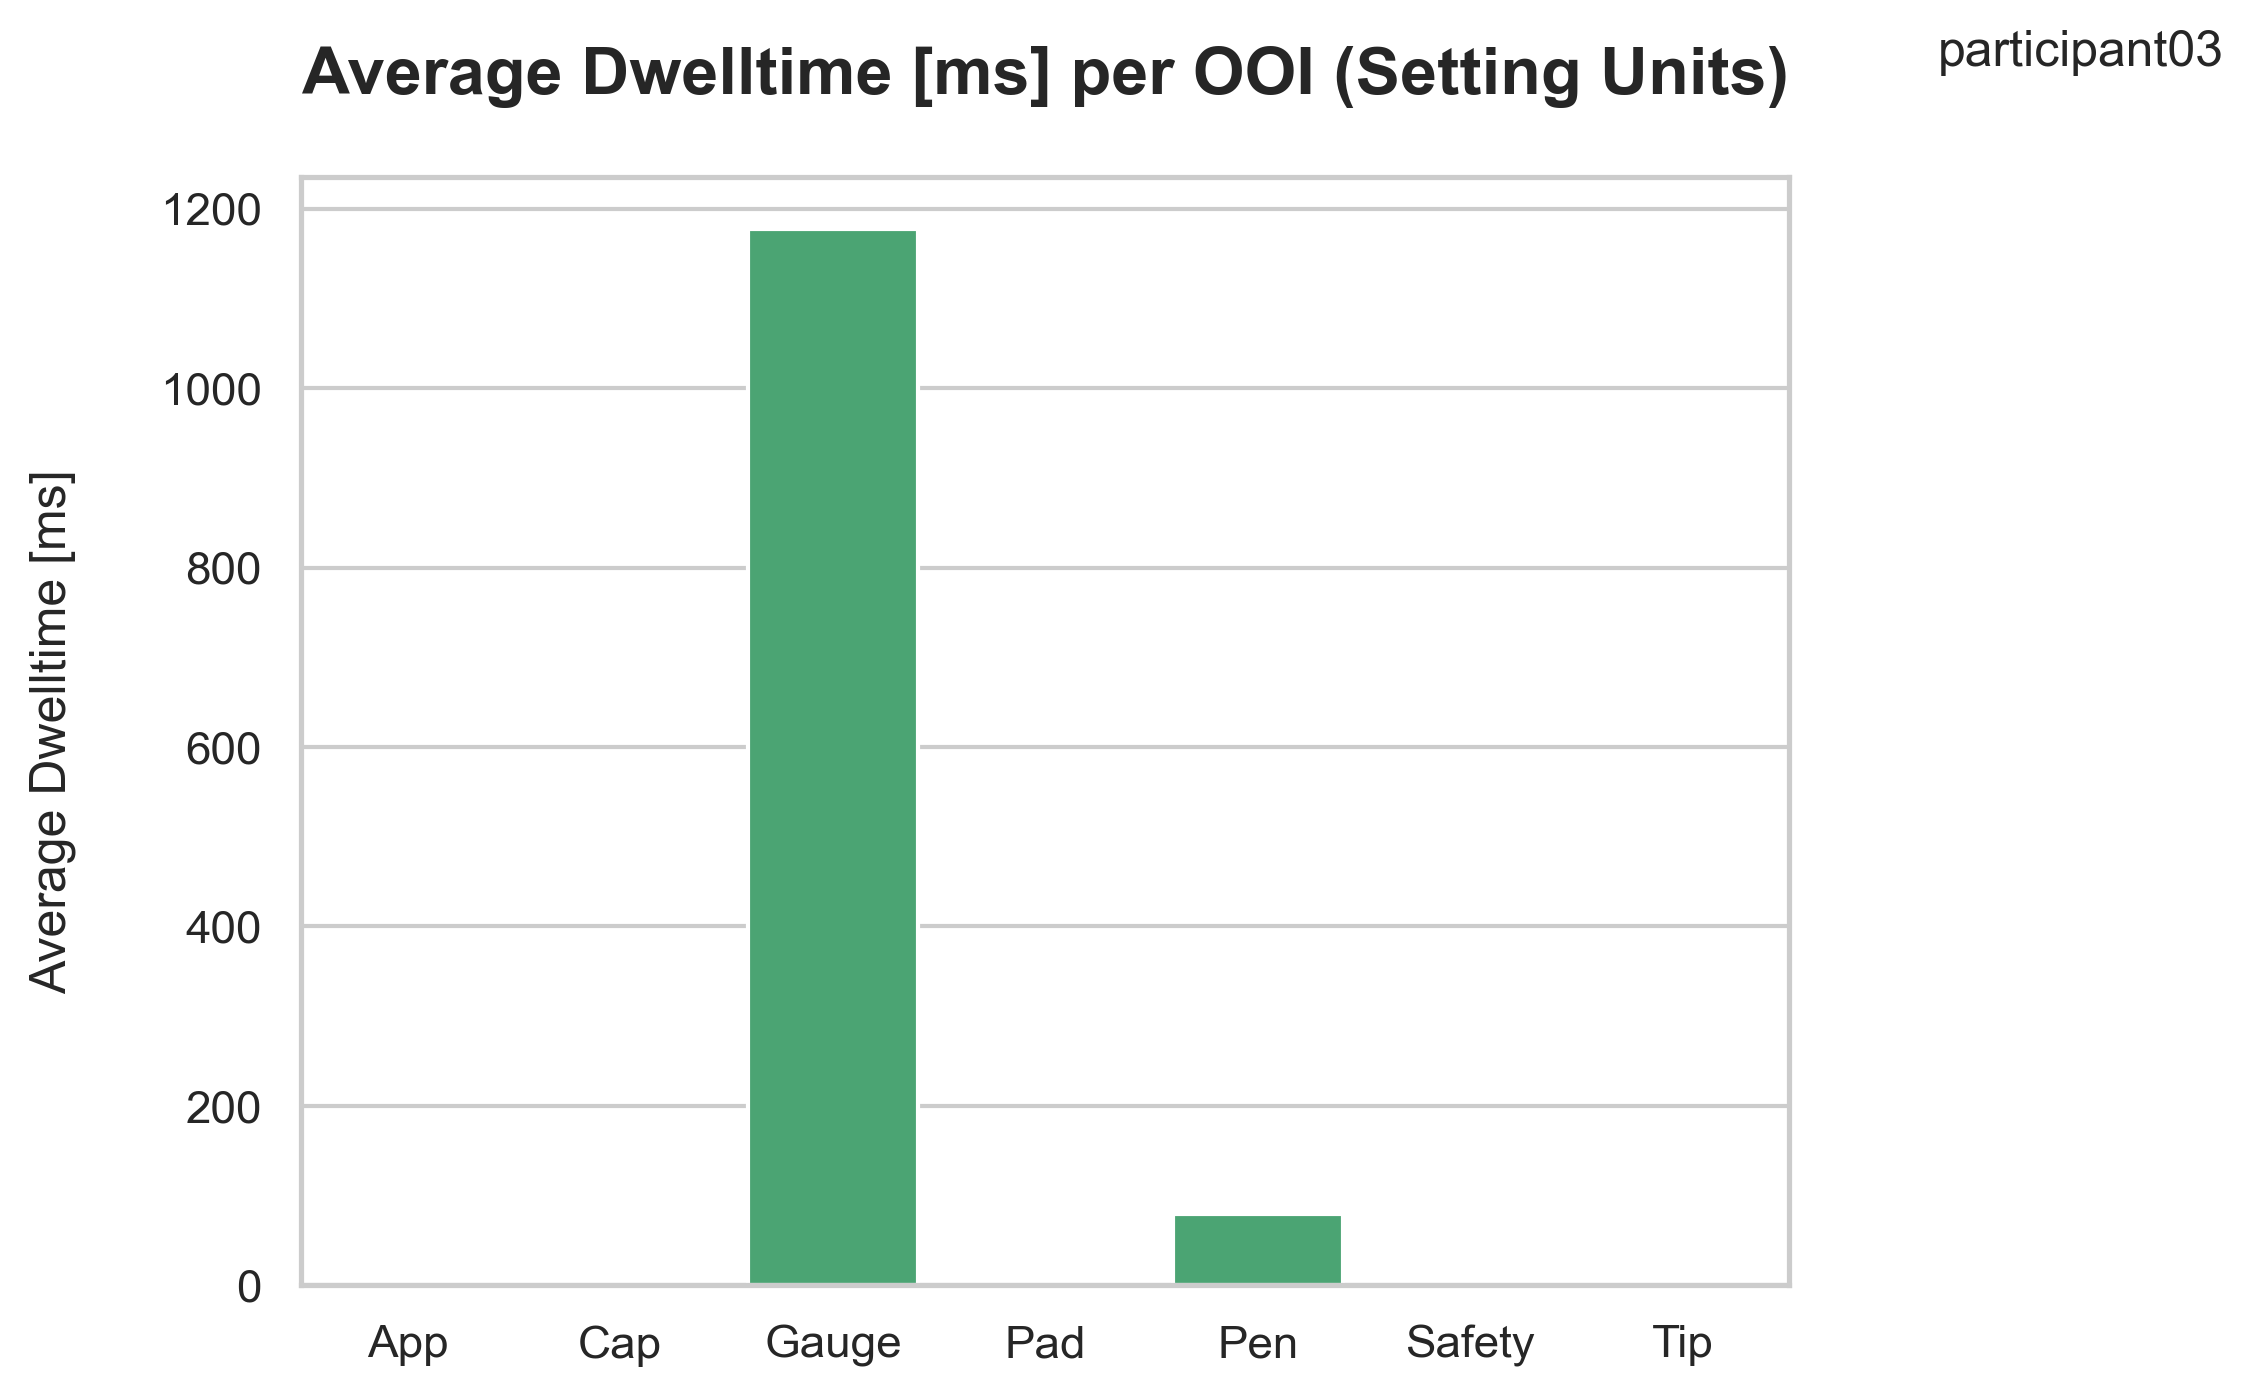 participant03
Average Dwelltime [ms] per OOI (Setting Units)
Average Dwelltime [ms]
1200
1000
800
600
400
200
0
App Cap Gauge Pad Pen Safety Tip